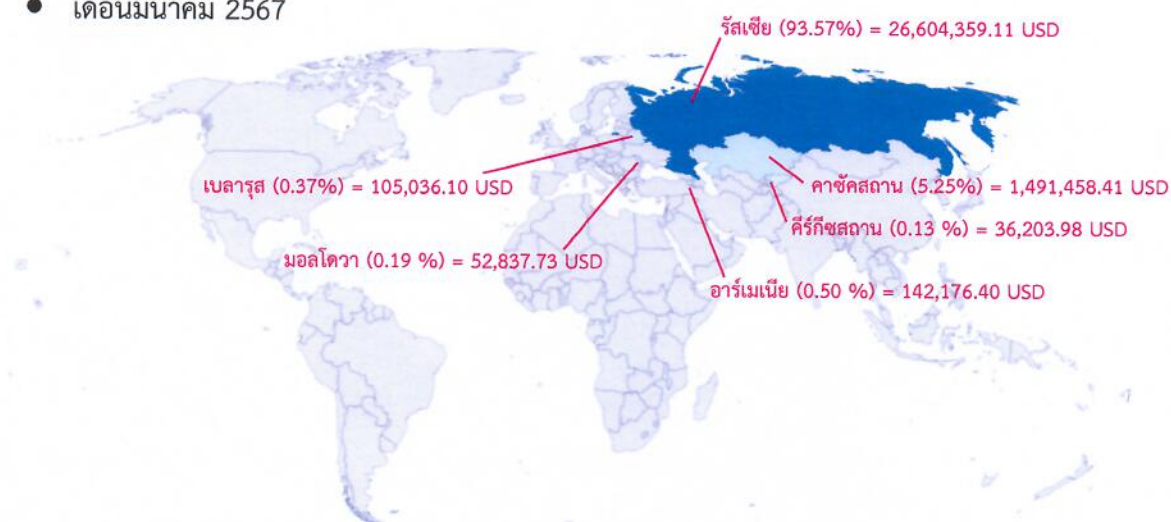 ● เดือนมีนาคม 2567
รัสเซีย (93.57%) = 26,604,359.11 USD
เบลารุส (0.37%) = 105,036.10 USD
คาซัคสถาน (5.25%) = 1,491,458.41 USD
คีร์กีซสถาน (0.13 %) = 36,203.98 USD
มอลโดวา (0.19 %) = 52,837.73 USD
อาร์เมเนีย (0.50 %) = 142,176.40 USD